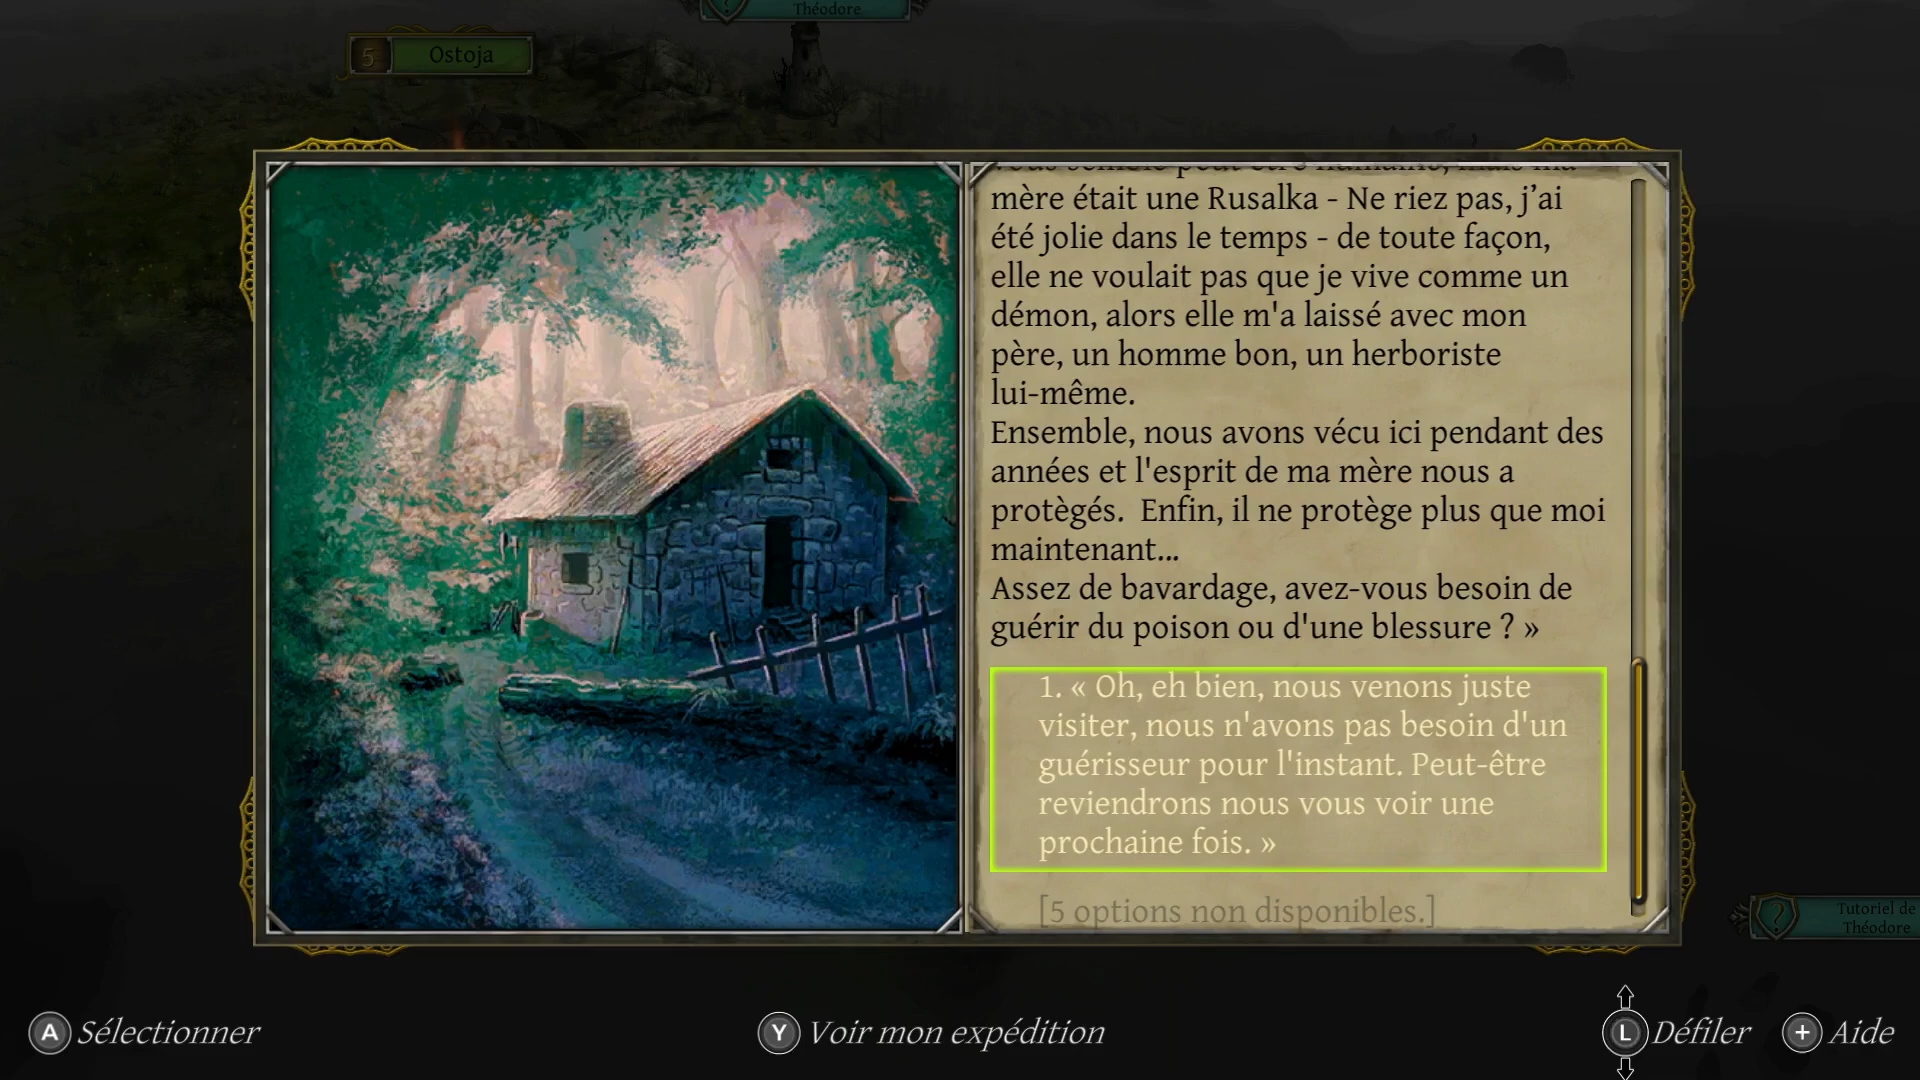 Théodore
5 Ostoja
mère était une Rusalka - Ne riez pas, j’ai
été jolie dans le temps - de toute façon,
elle ne voulait pas que je vive comme un
démon, alors elle m'a laissé avec mon
père, un homme bon, un herboriste
lui-même.
Ensemble, nous avons vécu ici pendant des
années et l'esprit de ma mère nous a
protègés.  Enfin, il ne protège plus que moi
maintenant...
Assez de bavardage, avez-vous besoin de
guérir du poison ou d'une blessure ? »
1. « Oh, eh bien, nous venons juste
visiter, nous n'avons pas besoin d'un
guérisseur pour l'instant. Peut-être
reviendrons nous vous voir une
prochaine fois. »
[5 options non disponibles.]
Tutoriel de
Théodore
A Sélectionner
Y Voir mon expédition
L Défiler
+ Aide